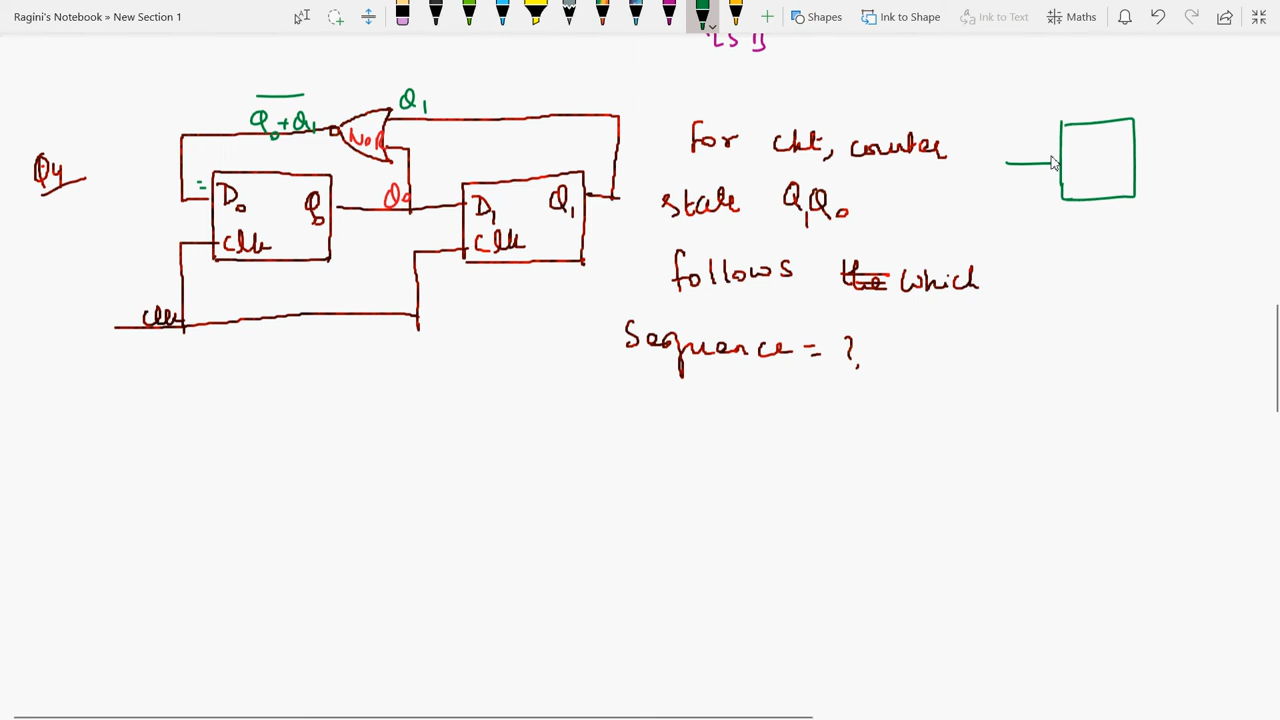 Ragini's Notebook » New Section 1
Shapes
Ink to Shape
Ink to Text
Maths
LSB
Q4
Q0+Q1
NOR
Q1
=
D0
Q0
clk
Q0
D1
Q1
clk
clk
for ckt, counter
state Q1Q0
follows the which
Sequence = ?